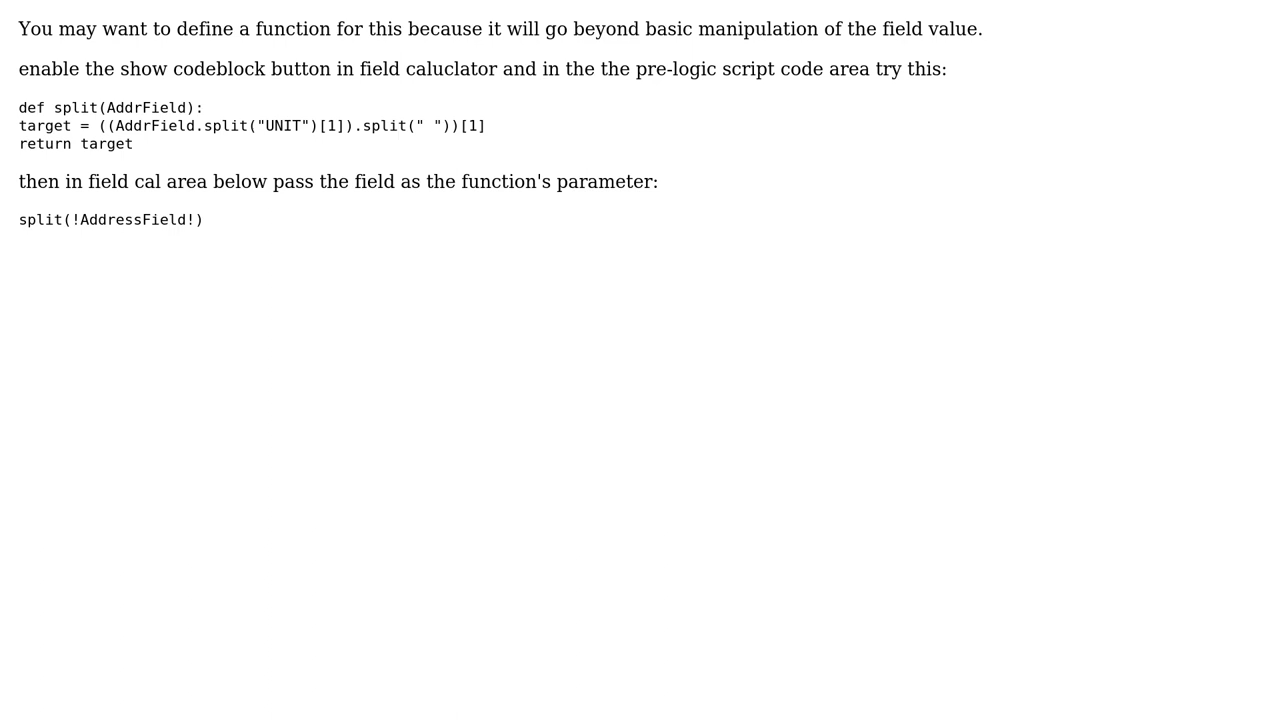 You may want to define a function for this because it will go beyond basic manipulation of the field value.
enable the show codeblock button in field caluclator and in the the pre-logic script code area try this:
def split(AddrField):
target = ((AddrField.split("UNIT")[1]).split(" "))[1]
return target
then in field cal area below pass the field as the function's parameter:
split(!AddressField!)